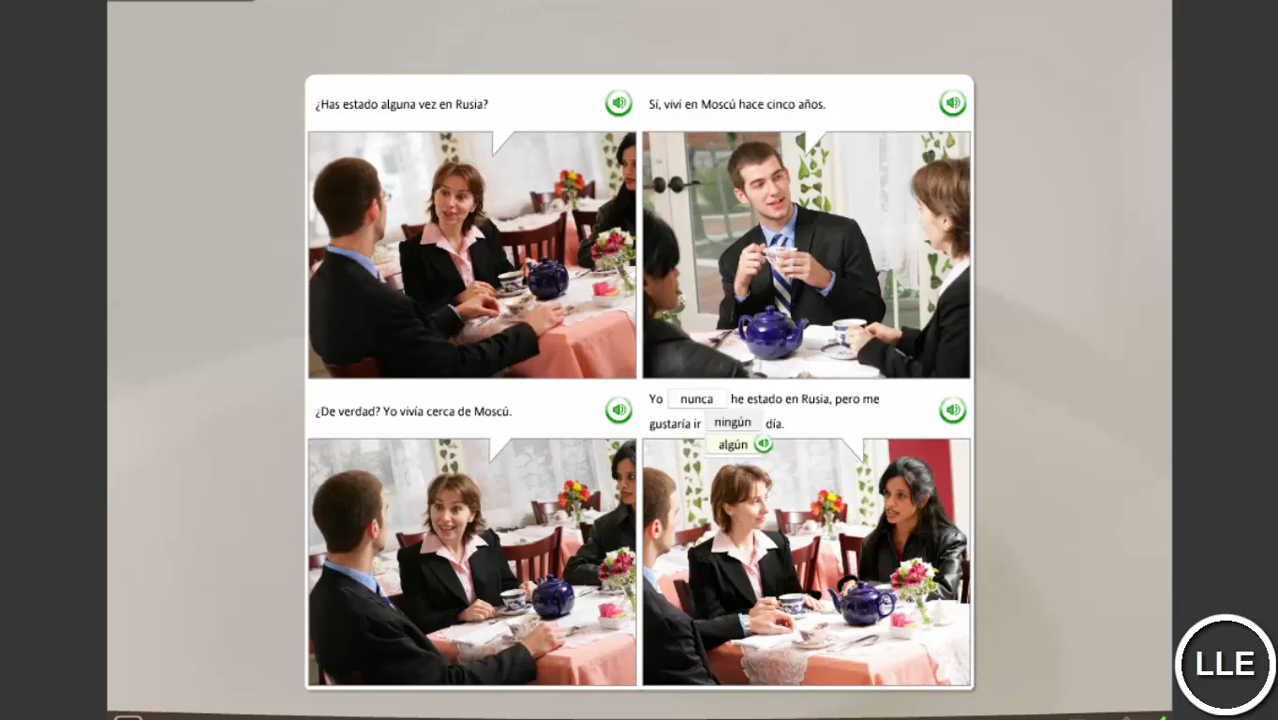 ¿Has estado alguna vez en Rusia?
Sí, viví en Moscú hace cinco años.
¿De verdad? Yo vivía cerca de Moscú.
Yo nunca he estado en Rusia, pero me
gustaría ir ningún día.
algún
LLE